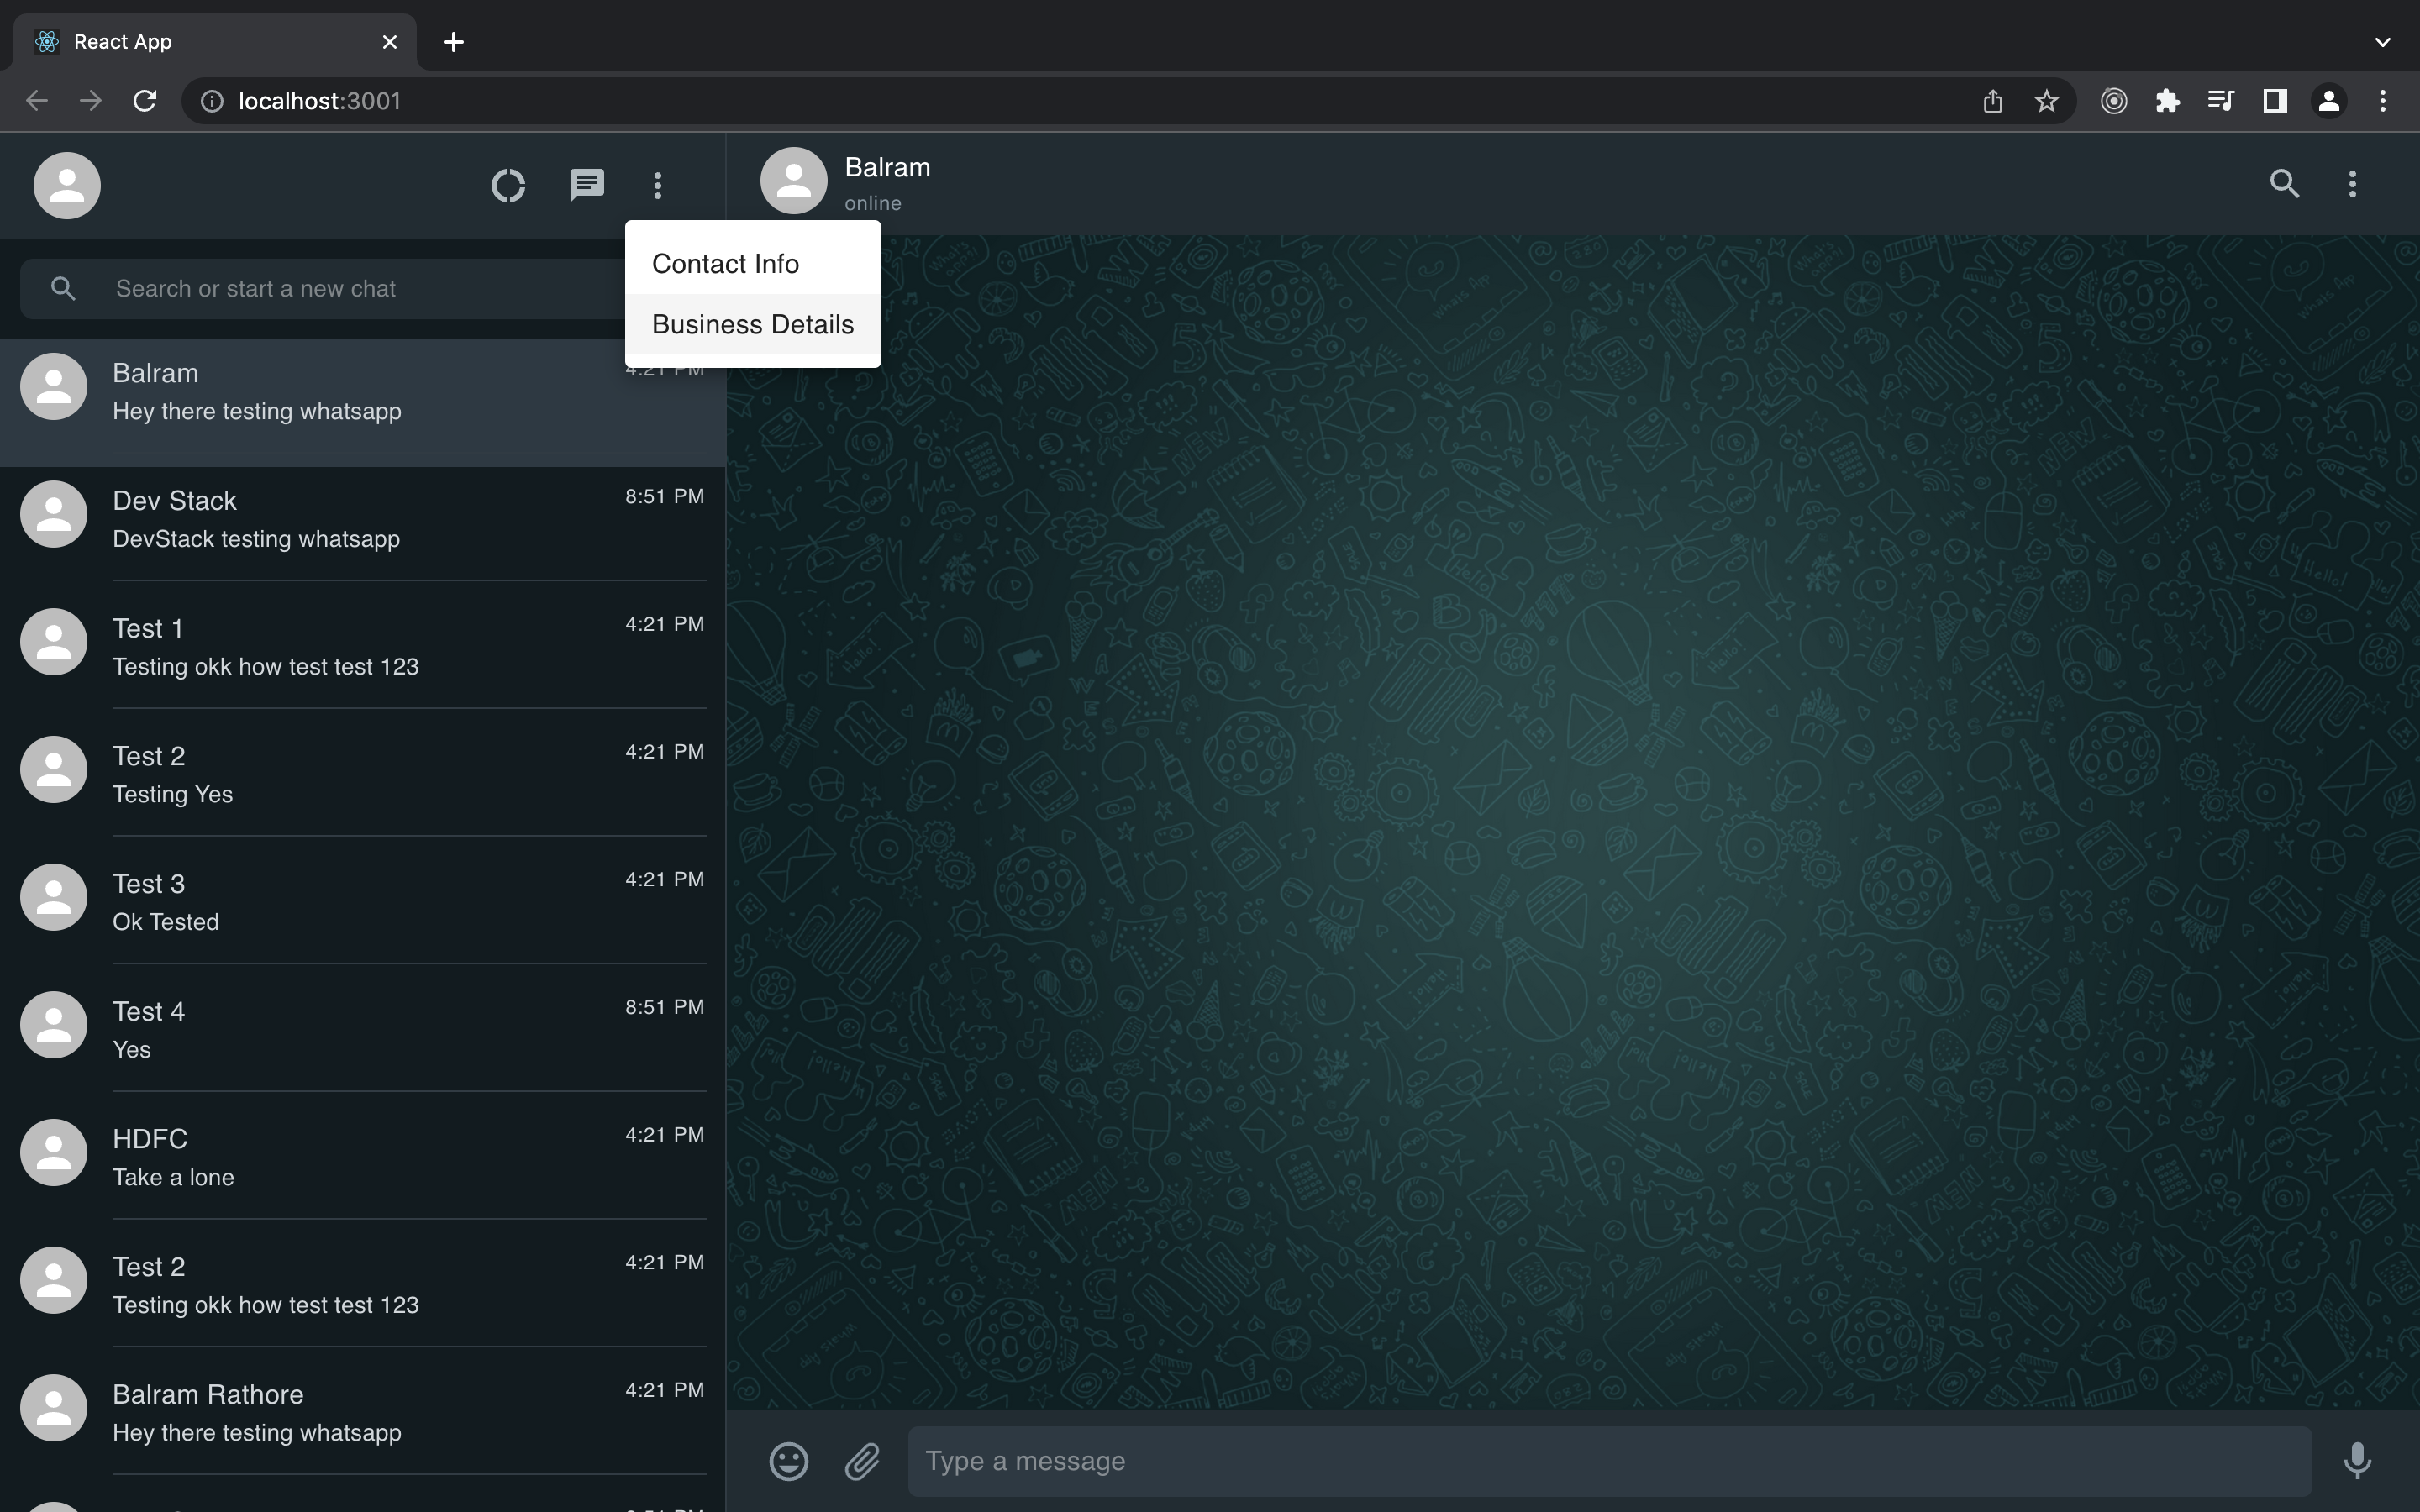 React App
localhost:3001
Balram
online
Contact Info
Business Details
Search or start a new chat
Balram
4:21 PM
Hey there testing whatsapp
Dev Stack
8:51 PM
DevStack testing whatsapp
Test 1
4:21 PM
Testing okk how test test 123
Test 2
4:21 PM
Testing Yes
Test 3
4:21 PM
Ok Tested
Test 4
8:51 PM
Yes
HDFC
4:21 PM
Take a lone
Test 2
4:21 PM
Testing okk how test test 123
Balram Rathore
4:21 PM
Hey there testing whatsapp
Type a message